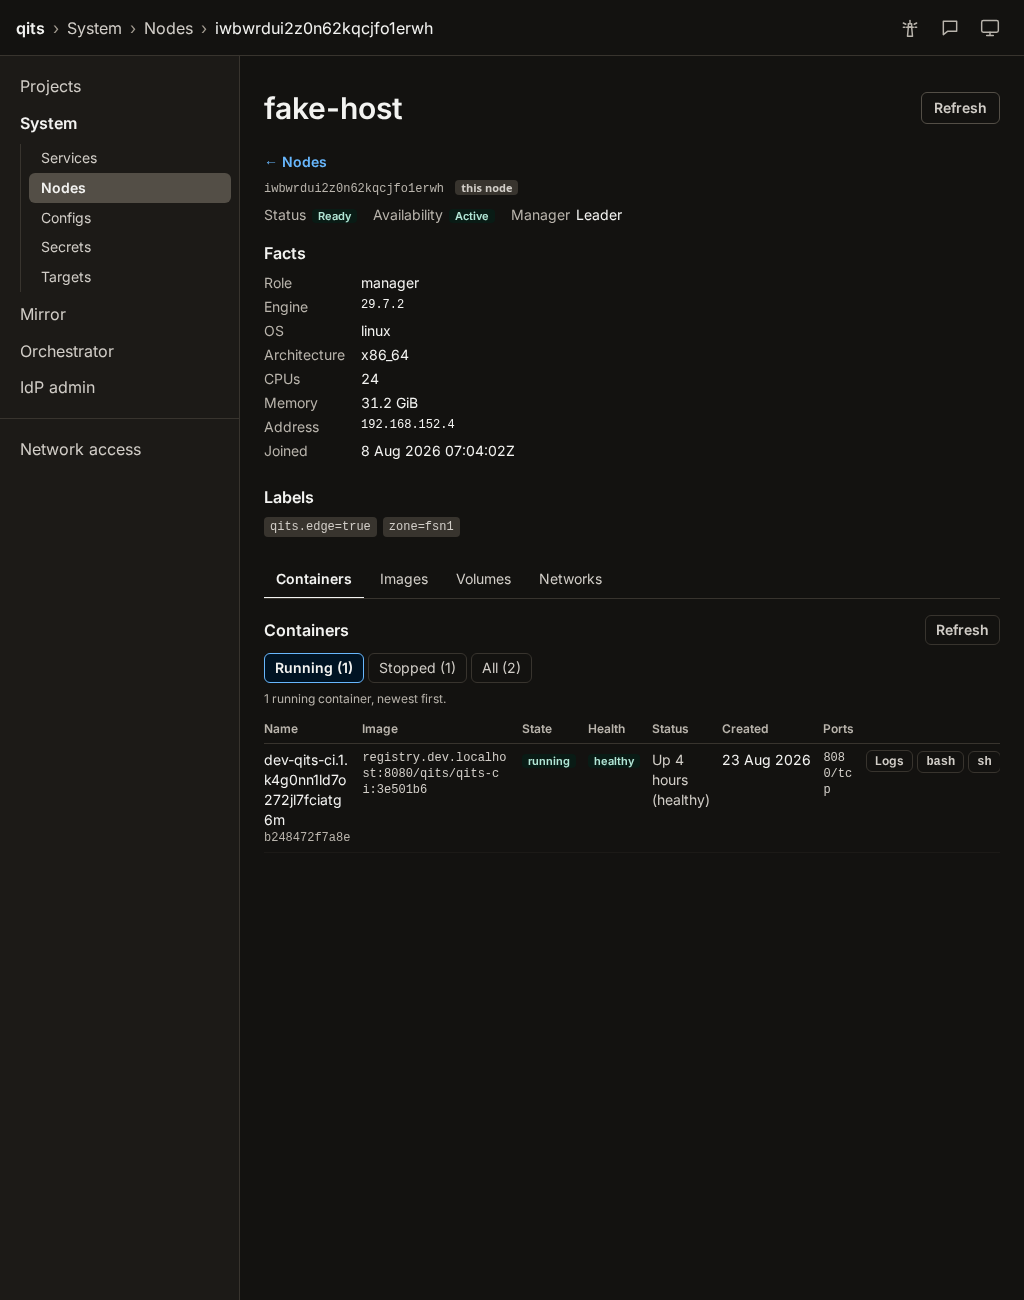 qits › System › Nodes › iwbwrdui2z0n62kqcjfo1erwh
Projects
System
Services
Nodes
Configs
Secrets
Targets
Mirror
Orchestrator
IdP admin
Network access
fake-host
Refresh
← Nodes
iwbwrdui2z0n62kqcjfo1erwh this node
Status Ready Availability Active Manager Leader
Facts
Role manager
Engine 29.7.2
OS linux
Architecture x86_64
CPUs 24
Memory 31.2 GiB
Address 192.168.152.4
Joined 8 Aug 2026 07:04:02Z
Labels
qits.edge=true zone=fsn1
Containers Images Volumes Networks
Containers
Refresh
Running (1) Stopped (1) All (2)
1 running container, newest first.
Name Image State Health Status Created Ports
dev-qits-ci.1.
k4g0nn1ld7o
272jl7fciatg
6m
b248472f7a8e
registry.dev.localho
st:8080/qits/qits-c
i:3e501b6
running
healthy
Up 4
hours
(healthy)
23 Aug 2026
808
0/tc
p
Logs bash sh